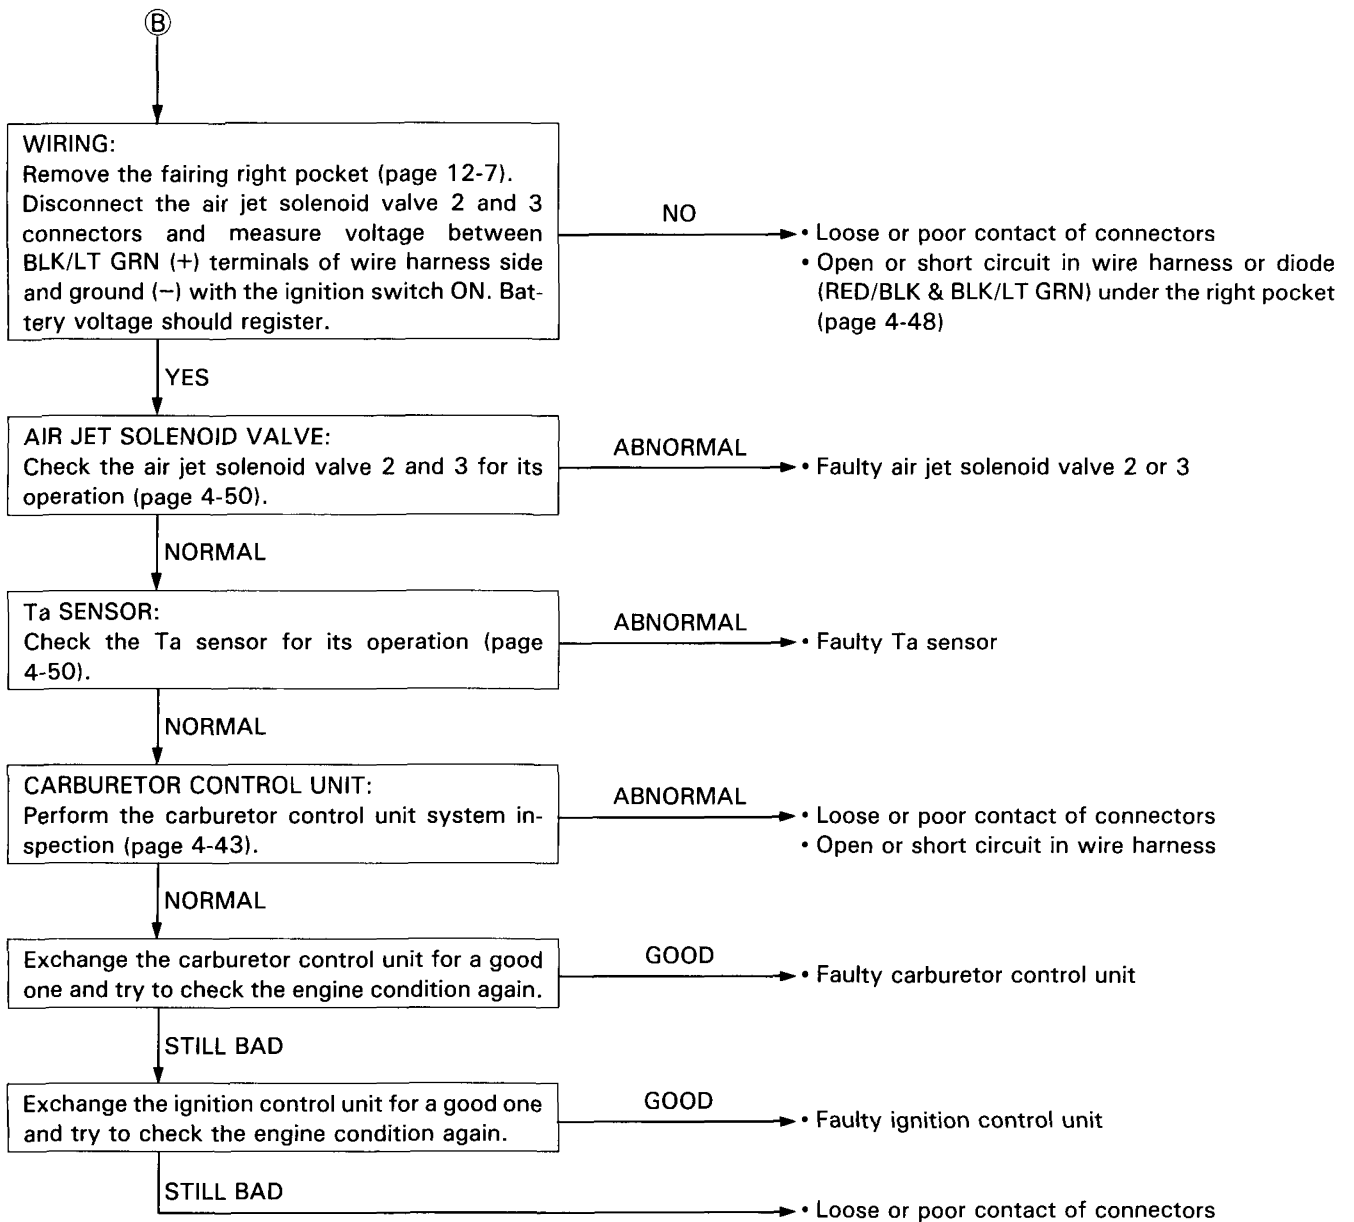 B
WIRING:
Remove the fairing right pocket (page 12-7).
Disconnect the air jet solenoid valve 2 and 3
connectors and measure voltage between
BLK/LT GRN (+) terminals of wire harness side
and ground (−) with the ignition switch ON. Bat-
tery voltage should register.
NO
• Loose or poor contact of connectors
• Open or short circuit in wire harness or diode
(RED/BLK & BLK/LT GRN) under the right pocket
(page 4-48)
YES
AIR JET SOLENOID VALVE:
Check the air jet solenoid valve 2 and 3 for its
operation (page 4-50).
ABNORMAL
• Faulty air jet solenoid valve 2 or 3
NORMAL
Ta SENSOR:
Check the Ta sensor for its operation (page
4-50).
ABNORMAL
• Faulty Ta sensor
NORMAL
CARBURETOR CONTROL UNIT:
Perform the carburetor control unit system in-
spection (page 4-43).
ABNORMAL
• Loose or poor contact of connectors
• Open or short circuit in wire harness
NORMAL
Exchange the carburetor control unit for a good
one and try to check the engine condition again.
GOOD
• Faulty carburetor control unit
STILL BAD
Exchange the ignition control unit for a good one
and try to check the engine condition again.
GOOD
• Faulty ignition control unit
STILL BAD
• Loose or poor contact of connectors